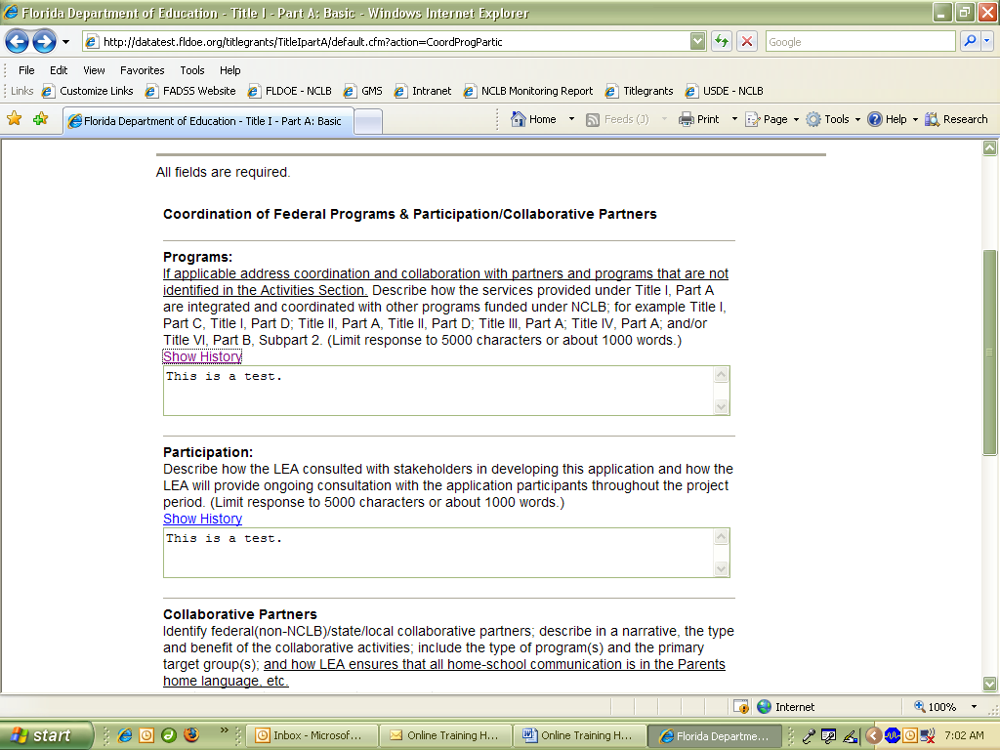 Florida Department of Education - Title I - Part A: Basic - Windows Internet Explorer
http://datatest.fldoe.org/titlegrants/TitleIpartA/default.cfm?action=CoordProgPartic
Google
File Edit View Favorites Tools Help
Links Customize Links FADSS Website FLDOE - NCLB GMS Intranet NCLB Monitoring Report Titlegrants USDE - NCLB
Florida Department of Education - Title I - Part A: Basic
Home Feeds (J) Print Page Tools Help Research
All fields are required.
Coordination of Federal Programs & Participation/Collaborative Partners
Programs:
If applicable address coordination and collaboration with partners and programs that are not
identified in the Activities Section. Describe how the services provided under Title I, Part A
are integrated and coordinated with other programs funded under NCLB; for example Title I,
Part C, Title I, Part D; Title II, Part A, Title II, Part D; Title III, Part A; Title IV, Part A; and/or
Title VI, Part B, Subpart 2. (Limit response to 5000 characters or about 1000 words.)
Show History
This is a test.
Participation:
Describe how the LEA consulted with stakeholders in developing this application and how the
LEA will provide ongoing consultation with the application participants throughout the project
period. (Limit response to 5000 characters or about 1000 words.)
Show History
This is a test.
Collaborative Partners
Identify federal(non-NCLB)/state/local collaborative partners; describe in a narrative, the type
and benefit of the collaborative activities; include the type of program(s) and the primary
target group(s); and how LEA ensures that all home-school communication is in the Parents
home language, etc.
Internet 100%
start Inbox - Microsof... Online Training H... Online Training H... Florida Departme... 7:02 AM